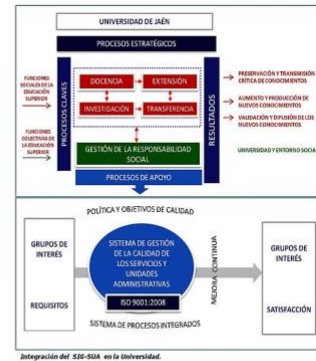 UNIVERSIDAD DE JAÉN
PROCESOS ESTRATÉGICOS
FUNCIONES
SOCIALES DE LA
EDUCACIÓN
SUPERIOR
FUNCIONES
COLECTIVAS DE LA
EDUCACIÓN
SUPERIOR
PROCESOS CLAVES
DOCENCIA
EXTENSIÓN
INVESTIGACIÓN
TRANSFERENCIA
GESTIÓN DE LA RESPONSABILIDAD
SOCIAL
RESULTADOS
PRESERVACIÓN Y TRANSMISIÓN
CRÍTICA DE CONOCIMIENTOS
AUMENTO Y PRODUCCIÓN DE
NUEVOS CONOCIMIENTOS
VALIDACIÓN Y DIFUSIÓN DE LOS
NUEVOS CONOCIMIENTOS
UNIVERSIDAD Y ENTORNO SOCIAL
PROCESOS DE APOYO
POLÍTICA Y OBJETIVOS DE CALIDAD
GRUPOS DE
INTERÉS
REQUISITOS
SISTEMA DE GESTIÓN
DE LA CALIDAD DE
LOS SERVICIOS Y
UNIDADES
ADMINISTRATIVAS
ISO 9001:2008
SISTEMA DE PROCESOS INTEGRADOS
MEJORA CONTINUA
GRUPOS DE
INTERÉS
SATISFACCIÓN
Integración del SIG-SUA en la Universidad.